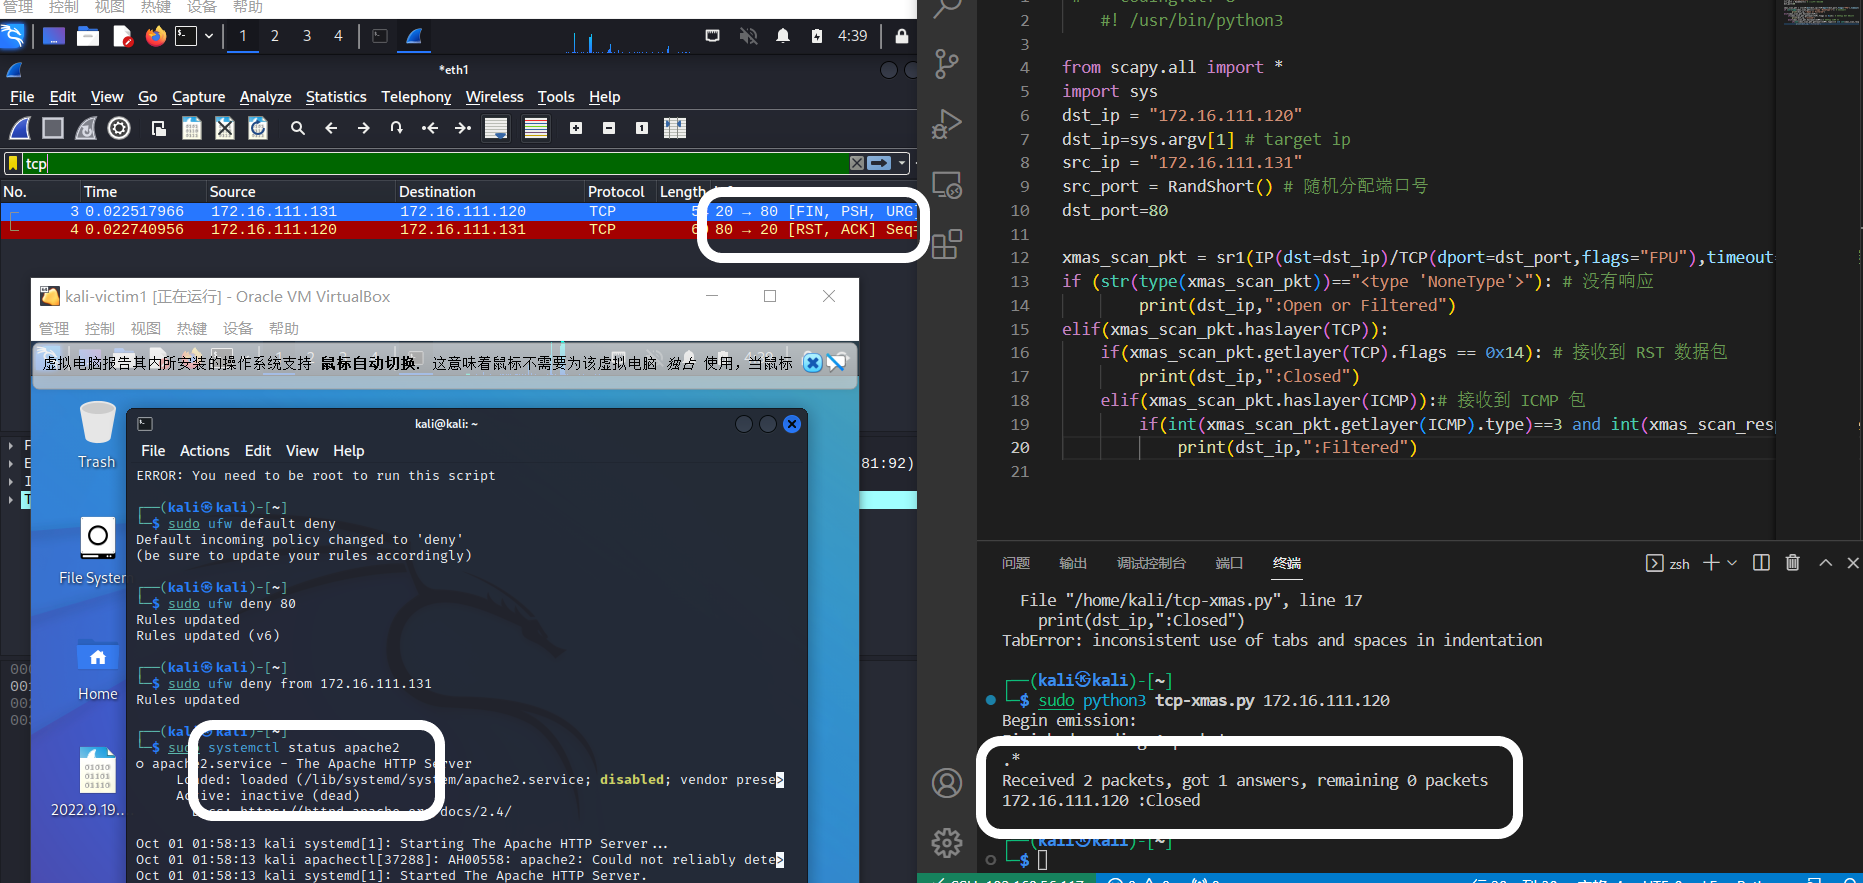 管理 控制 视图 热键 设备 帮助
1 2 3 4 4:39
*eth1
File Edit View Go Capture Analyze Statistics Telephony Wireless Tools Help
tcp
No. Time Source Destination Protocol Length
3 0.022517966 172.16.111.131 172.16.111.120 TCP 20 → 80 [FIN, PSH, URG]
4 0.022740956 172.16.111.120 172.16.111.131 TCP 80 → 20 [RST, ACK] Seq=
81:92)
kali-victim1 [正在运行] - Oracle VM VirtualBox
管理 控制 视图 热键 设备 帮助
虚拟电脑报告其内所安装的操作系统支持 鼠标自动切换. 这意味着鼠标不需要为该虚拟电脑 独占 使用，当鼠标
Trash
File System
Home
2022.9.19...
kali@kali: ~
File Actions Edit View Help
ERROR: You need to be root to run this script
┌──(kali㉿kali)-[~]
└─$ sudo ufw default deny
Default incoming policy changed to 'deny'
(be sure to update your rules accordingly)
┌──(kali㉿kali)-[~]
└─$ sudo ufw deny 80
Rules updated
Rules updated (v6)
┌──(kali㉿kali)-[~]
└─$ sudo ufw deny from 172.16.111.131
Rules updated
┌──(kali㉿kali)-[~]
└─$ sudo systemctl status apache2
○ apache2.service - The Apache HTTP Server
Loaded: loaded (/lib/systemd/system/apache2.service; disabled; vendor prese>
Active: inactive (dead)
Docs: https://httpd.apache.org/docs/2.4/
Oct 01 01:58:13 kali systemd[1]: Starting The Apache HTTP Server...
Oct 01 01:58:13 kali apachectl[37288]: AH00558: apache2: Could not reliably dete>
Oct 01 01:58:13 kali systemd[1]: Started The Apache HTTP Server.
2 #! /usr/bin/python3
3
4 from scapy.all import *
5 import sys
6 dst_ip = "172.16.111.120"
7 dst_ip=sys.argv[1] # target ip
8 src_ip = "172.16.111.131"
9 src_port = RandShort() # 随机分配端口号
10 dst_port=80
11
12 xmas_scan_pkt = sr1(IP(dst=dst_ip)/TCP(dport=dst_port,flags="FPU"),timeout=
13 if (str(type(xmas_scan_pkt))=="<type 'NoneType'>"): # 没有响应
14 print(dst_ip,":Open or Filtered")
15 elif(xmas_scan_pkt.haslayer(TCP)):
16 if(xmas_scan_pkt.getlayer(TCP).flags == 0x14): # 接收到 RST 数据包
17 print(dst_ip,":Closed")
18 elif(xmas_scan_pkt.haslayer(ICMP)):# 接收到 ICMP 包
19 if(int(xmas_scan_pkt.getlayer(ICMP).type)==3 and int(xmas_scan_resp
20 print(dst_ip,":Filtered")
21
问题 输出 调试控制台 端口 终端 zsh
File "/home/kali/tcp-xmas.py", line 17
print(dst_ip,":Closed")
TabError: inconsistent use of tabs and spaces in indentation
┌──(kali㉿kali)-[~]
└─$ sudo python3 tcp-xmas.py 172.16.111.120
Begin emission:
.*
Received 2 packets, got 1 answers, remaining 0 packets
172.16.111.120 :Closed
┌──(kali㉿kali)-[~]
└─$